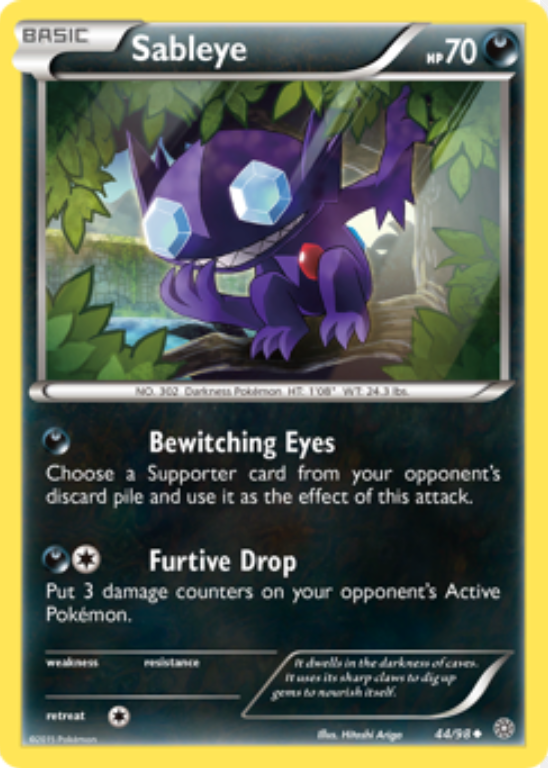 BASIC
Sableye
HP 70
NO. 302 Darkness Pokémon HT: 1'08" WT: 24.3 lbs.
Bewitching Eyes
Choose a Supporter card from your opponent's
discard pile and use it as the effect of this attack.
Furtive Drop
Put 3 damage counters on your opponent's Active
Pokémon.
weakness resistance
It dwells in the darkness of caves.
It uses its sharp claws to dig up
gems to nourish itself.
retreat
©2015 Pokémon
Illus. Hitoshi Ariga
44/98